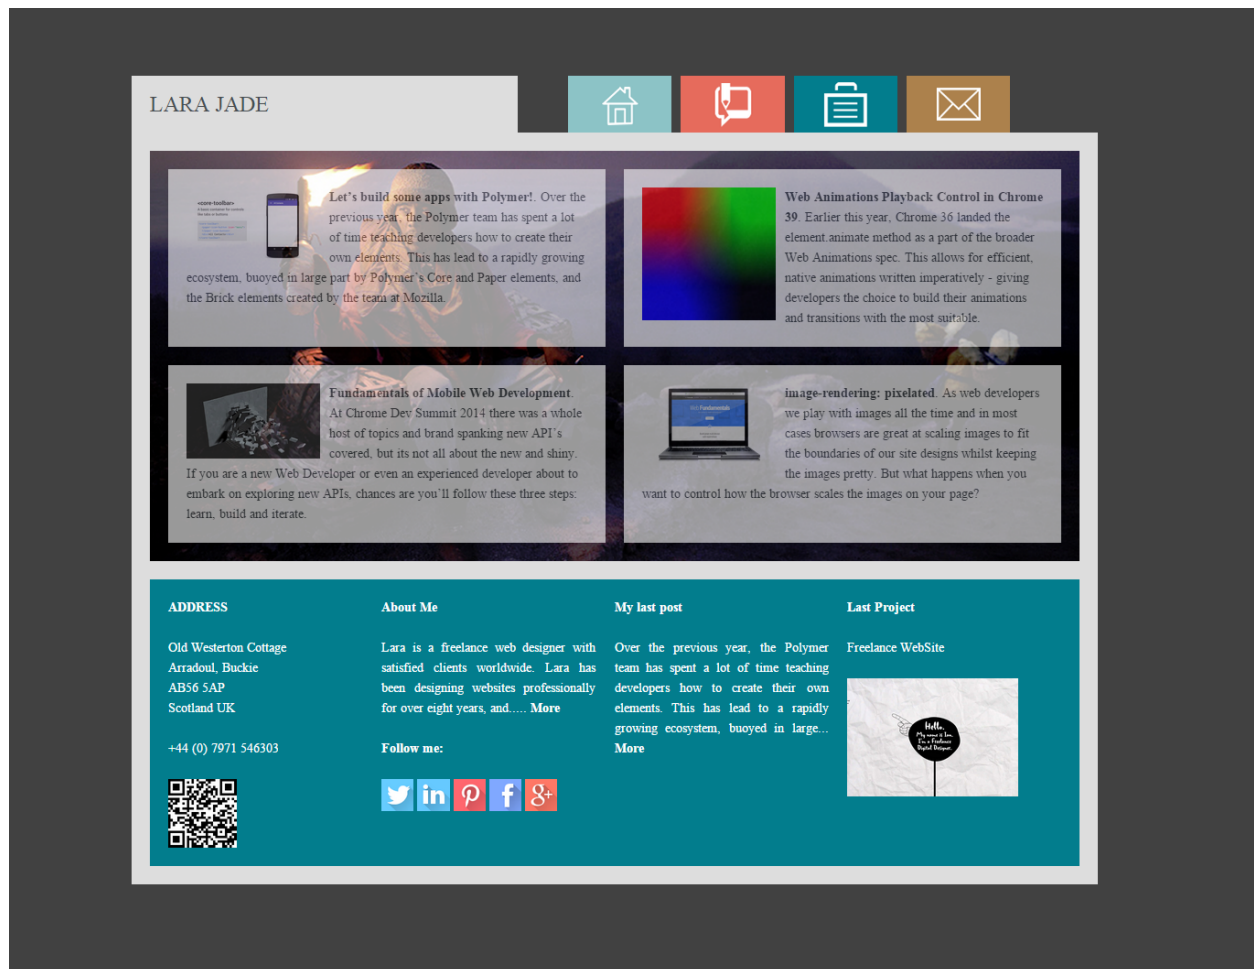 LARA JADE
<core-toolbar>
Let's build some apps with Polymer!. Over the
previous year, the Polymer team has spent a lot
of time teaching developers how to create their
own elements. This has lead to a rapidly growing
ecosystem, buoyed in large part by Polymer's Core and Paper elements, and
the Brick elements created by the team at Mozilla.
Web Animations Playback Control in Chrome
39. Earlier this year, Chrome 36 landed the
element.animate method as a part of the broader
Web Animations spec. This allows for efficient,
native animations written imperatively - giving
developers the choice to build their animations
and transitions with the most suitable.
Fundamentals of Mobile Web Development.
At Chrome Dev Summit 2014 there was a whole
host of topics and brand spanking new API's
covered, but its not all about the new and shiny.
If you are a new Web Developer or even an experienced developer about to
embark on exploring new APIs, chances are you'll follow these three steps:
learn, build and iterate.
Web Fundamentals
image-rendering: pixelated. As web developers
we play with images all the time and in most
cases browsers are great at scaling images to fit
the boundaries of our site designs whilst keeping
the images pretty. But what happens when you
want to control how the browser scales the images on your page?
ADDRESS
Old Westerton Cottage
Arradoul, Buckie
AB56 5AP
Scotland UK
+44 (0) 7971 546303
About Me
Lara is a freelance web designer with
satisfied clients worldwide. Lara has
been designing websites professionally
for over eight years, and..... More
Follow me:
in
8+
My last post
Over the previous year, the Polymer
team has spent a lot of time teaching
developers how to create their own
elements. This has lead to a rapidly
growing ecosystem, buoyed in large...
More
Last Project
Freelance WebSite
Hello,
My name is Ian,
I'm a Freelance
Digital Designer.